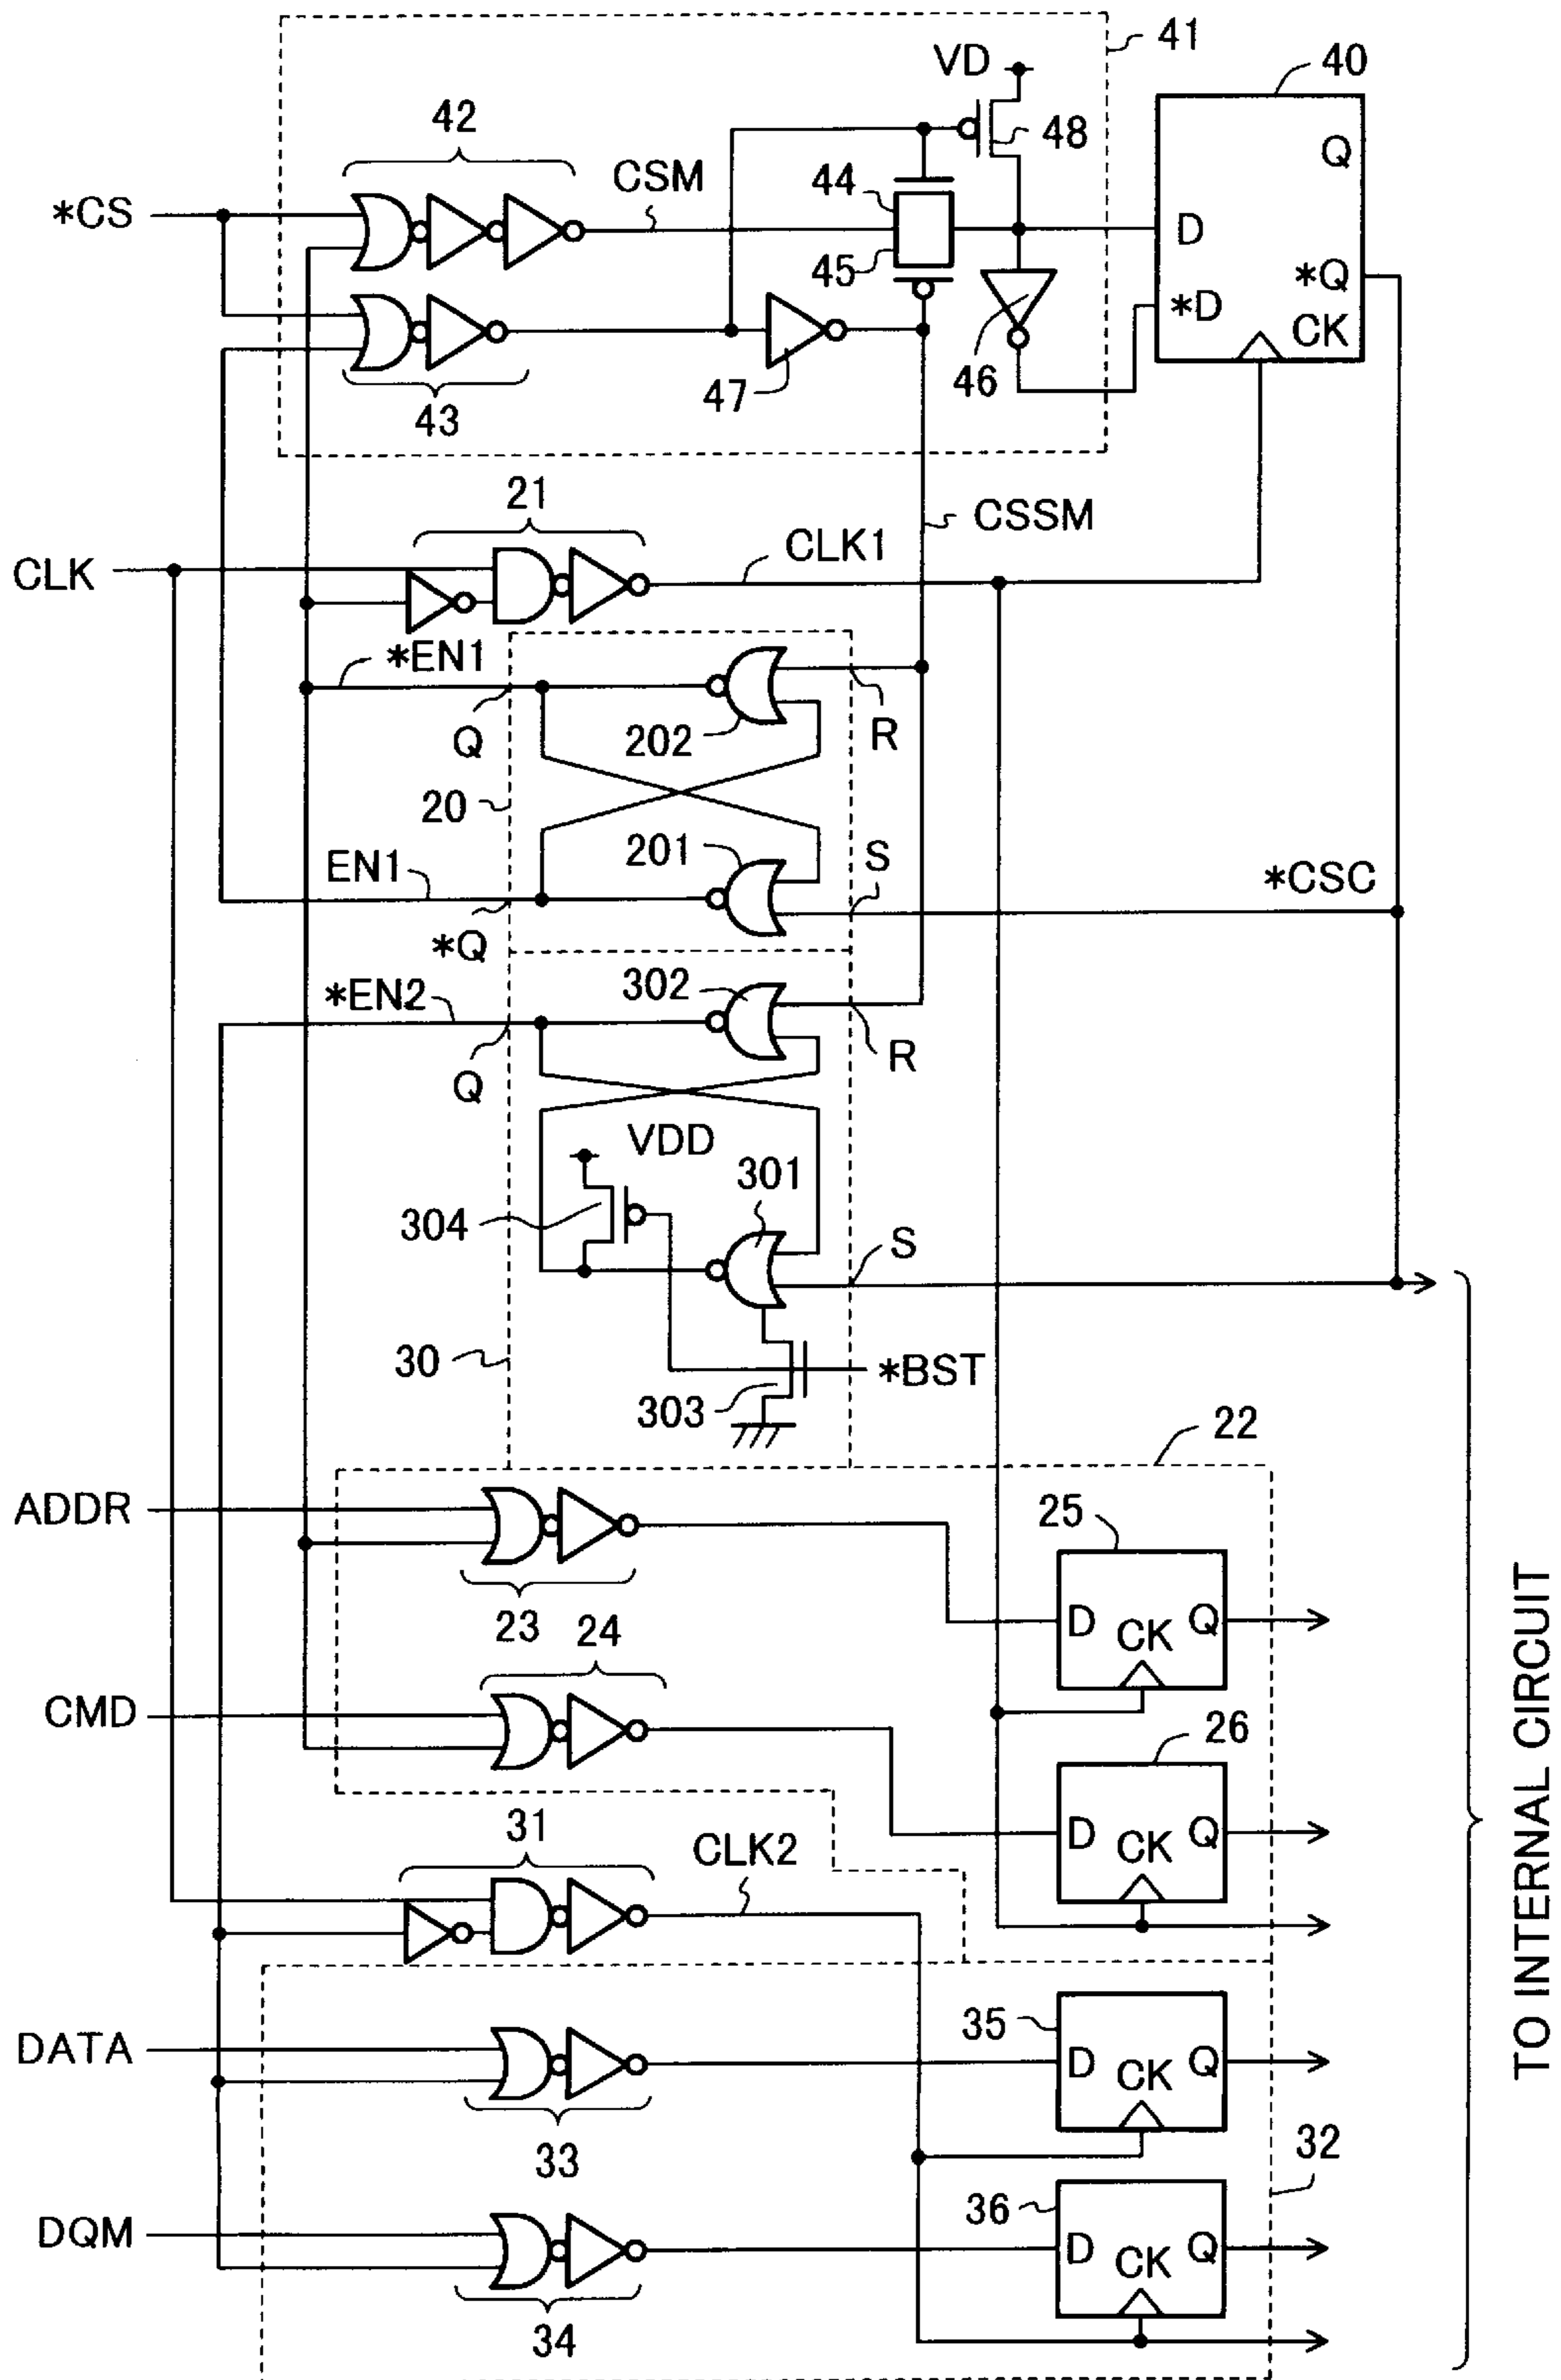 41
VD
40
42
48
Q
CSM
44
*CS
D
45
*Q
*D
CK
46
47
43
21
CSSM
CLK1
CLK
*EN1
Q
202
R
20
201
S
EN1
*CSC
*Q
*EN2
302
R
Q
VDD
301
304
S
30
*BST
303
22
ADDR
25
D CK Q
23
24
CMD
26
D CK Q
31
CLK2
TO INTERNAL CIRCUIT
DATA
35
D CK Q
33
32
36
DQM
D CK Q
34